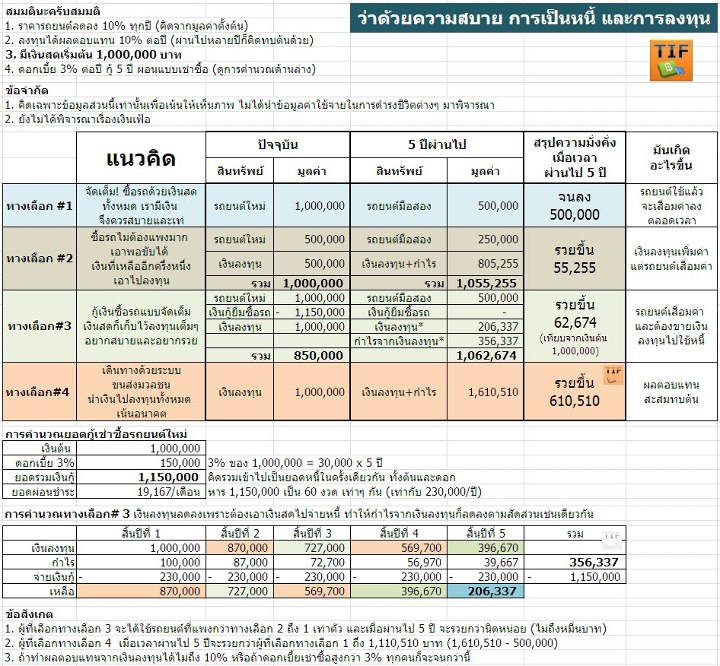 สมมตินะครับสมมติ
ว่าด้วยความสบาย การเป็นหนี้ และการลงทุน
1. ราคารถยนต์ลดลง 10% ทุกปี (คิดจากมูลค่าตั้งต้น)
2. ลงทุนได้ผลตอบแทน 10% ต่อปี (ผ่านไปหลายปีก็คิดทบต้นด้วย)
3. มีเงินสดเริ่มต้น 1,000,000 บาท
4. ดอกเบี้ย 3% ต่อปี กู้ 5 ปี ผ่อนแบบเช่าซื้อ (ดูการคำนวณด้านล่าง)
TIF
ข้อจำกัด
1. คิดเฉพาะข้อมูลส่วนนี้เท่านั้นเพื่อเน้นให้เห็นภาพ ไม่ได้นำข้อมูลค่าใช้จ่ายในการดำรงชีวิตต่างๆ มาพิจารณา
2. ยังไม่ได้พิจารณาเรื่องเงินเฟ้อ
แนวคิด
ปัจจุบัน
5 ปีผ่านไป
สรุปความมั่งคั่ง
เมื่อเวลา
ผ่านไป 5 ปี
มันเกิด
อะไรขึ้น
สินทรัพย์ มูลค่า สินทรัพย์ มูลค่า
ทางเลือก #1
จัดเต็ม! ซื้อรถด้วยเงินสด
ทั้งหมด เรามีเงิน
จึงควรสบายและเท่
รถยนต์ใหม่ 1,000,000 รถยนต์มือสอง 500,000
จนลง
500,000
รถยนต์ใช้แล้ว
จะเสื่อมค่าลง
ตลอดเวลา
ทางเลือก #2
ซื้อรถไม่ต้องแพงมาก
เอาพอขับได้
เงินที่เหลืออีกครึ่งหนึ่ง
เอาไปลงทุน
รถยนต์ใหม่ 500,000 รถยนต์มือสอง 250,000
เงินลงทุน 500,000 เงินลงทุน+กำไร 805,255
รวม 1,000,000 รวม 1,055,255
รวยขึ้น
55,255
เงินลงทุนเพิ่มค่า
แต่รถยนต์เสื่อมค่า
ทางเลือก#3
กู้เงินซื้อรถแบบจัดเต็ม
เงินสดก็เก็บไว้ลงทุนเต็มๆ
อยากสบายและอยากรวย
รถยนต์ใหม่ 1,000,000 รถยนต์มือสอง 500,000
เงินกู้ยืมซื้อรถ - 1,150,000 เงินกู้ยืมซื้อรถ -
เงินลงทุน 1,000,000 เงินลงทุน* 206,337
กำไรจากเงินลงทุน* 356,337
รวม 850,000 1,062,674
รวยขึ้น
62,674
(เทียบจากเงินต้น
1,000,000)
รถยนต์เสื่อมค่า
และต้องขายเงิน
ลงทุนไปใช้หนี้
ทางเลือก#4
เดินทางด้วยระบบ
ขนส่งมวลชน
นำเงินไปลงทุนทั้งหมด
เน้นอนาคต
เงินลงทุน 1,000,000 เงินลงทุน+กำไร 1,610,510
TIF
รวยขึ้น
610,510
ผลตอบแทน
สะสมทบต้น
การคำนวณยอดกู้เช่าซื้อรถยนต์ใหม่
เงินต้น 1,000,000
ดอกเบี้ย 3% 150,000 3% ของ 1,000,000 = 30,000 x 5 ปี
ยอดรวมเงินกู้ 1,150,000 คิดรวมเข้าไปเป็นยอดหนี้ในครั้งเดียวกัน ทั้งต้นและดอก
ยอดผ่อนชำระ 19,167/เดือน หาร 1,150,000 เป็น 60 งวด เท่าๆ กัน (เท่ากับ 230,000/ปี)
การคำนวณทางเลือก# 3 เงินลงทุนลดลงเพราะต้องเอาเงินสดไปจ่ายหนี้ ทำให้กำไรจากเงินลงทุนก็ลดลงตามสัดส่วนเช่นเดียวกัน
สิ้นปีที่ 1 สิ้นปีที่ 2 สิ้นปีที่ 3 สิ้นปีที่ 4 สิ้นปีที่ 5 รวม
TIF
เงินลงทุน 1,000,000 870,000 727,000 569,700 396,670
กำไร 100,000 87,000 72,700 56,970 39,667 356,337
จ่ายเงินกู้ - 230,000 - 230,000 - 230,000 - 230,000 - 230,000 - 1,150,000
เหลือ 870,000 727,000 569,700 396,670 206,337
ข้อสังเกต
1. ผู้ที่เลือกทางเลือก 3 จะได้ใช้รถยนต์ที่แพงกว่าทางเลือก 2 ถึง 1 เท่าตัว และเมื่อผ่านไป 5 ปี จะรวยกว่านิดหน่อย (ไม่ถึงหมื่นบาท)
2. ผู้ที่เลือกทางเลือก 4 เมื่อเวลาผ่านไป 5 ปีจะรวยกว่าผู้ที่เลือกทางเลือก 1 ถึง 1,110,510 บาท (1,610,510 - 500,000)
3. ถ้าทำผลตอบแทนจากเงินลงทุนได้ไม่ถึง 10% หรือถ้าดอกเบี้ยเช่าซื้อสูงกว่า 3% ทุกคนก็จะจนกว่านี้